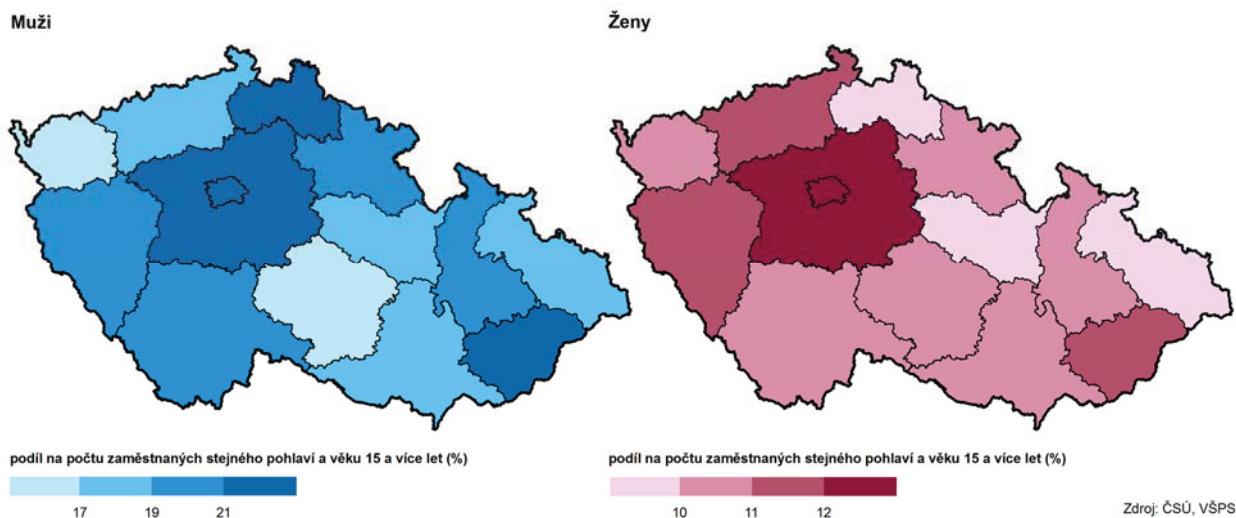 Muži
Ženy
podíl na počtu zaměstnaných stejného pohlaví a věku 15 a více let (%)
17 19 21
podíl na počtu zaměstnaných stejného pohlaví a věku 15 a více let (%)
10 11 12
Zdroj: ČSÚ, VŠPS